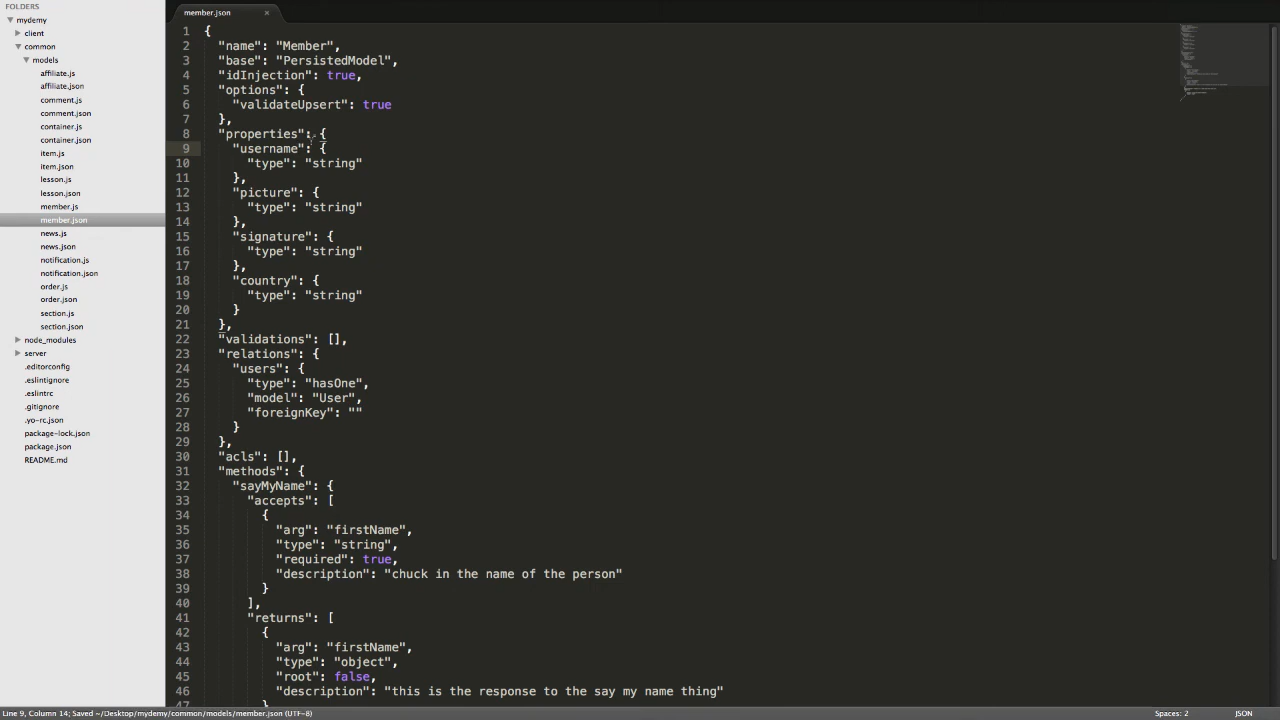 FOLDERS
mydemy
client
common
models
affiliate.js
affiliate.json
comment.js
comment.json
container.js
container.json
item.js
item.json
lesson.js
lesson.json
member.js
member.json
news.js
news.json
notification.js
notification.json
order.js
order.json
section.js
section.json
node_modules
server
.editorconfig
.eslintignore
.eslintrc
.gitignore
.yo-rc.json
package-lock.json
package.json
README.md
member.json ×
1 {
2 "name": "Member",
3 "base": "PersistedModel",
4 "idInjection": true,
5 "options": {
6 "validateUpsert": true
7 },
8 "properties": {
9 "username": {
10 "type": "string"
11 },
12 "picture": {
13 "type": "string"
14 },
15 "signature": {
16 "type": "string"
17 },
18 "country": {
19 "type": "string"
20 }
21 },
22 "validations": [],
23 "relations": {
24 "users": {
25 "type": "hasOne",
26 "model": "User",
27 "foreignKey": ""
28 }
29 },
30 "acls": [],
31 "methods": {
32 "sayMyName": {
33 "accepts": [
34 {
35 "arg": "firstName",
36 "type": "string",
37 "required": true,
38 "description": "chuck in the name of the person"
39 }
40 ],
41 "returns": [
42 {
43 "arg": "firstName",
44 "type": "object",
45 "root": false,
46 "description": "this is the response to the say my name thing"
47 }
Line 9, Column 14; Saved ~/Desktop/mydemy/common/models/member.json (UTF-8)
Spaces: 2
JSON